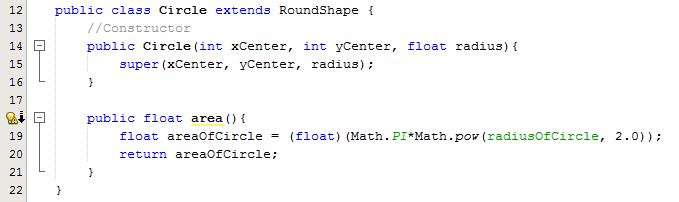 12 public class Circle extends RoundShape {
13 //Constructor
14 public Circle(int xCenter, int yCenter, float radius){
15 super(xCenter, yCenter, radius);
16 }
17
18 public float area(){
19 float areaOfCircle = (float)(Math.PI*Math.pow(radiusOfCircle, 2.0));
20 return areaOfCircle;
21 }
22 }